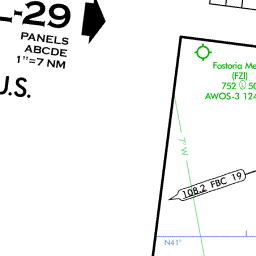 L-29
PANELS
ABCDE
1"=7 NM
U.S.
Fostoria Me
(FZI)
752 Ⓛ 50
AWOS-3 124
7° W
108.2 FBC 19
N41°